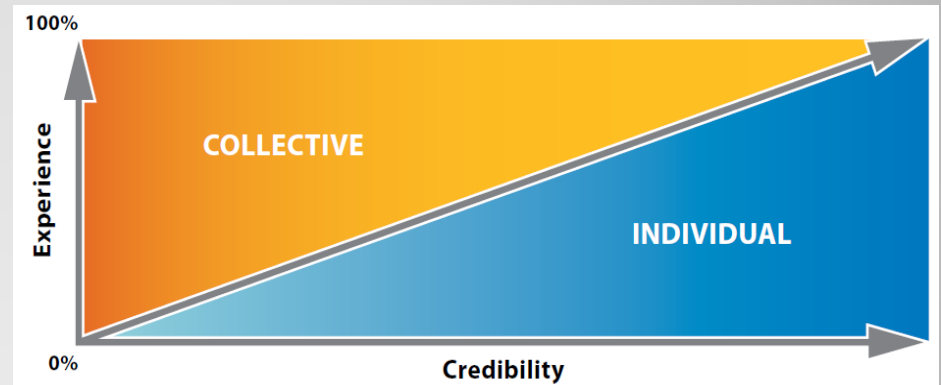 100%
COLLECTIVE
Experience
INDIVIDUAL
0%
Credibility